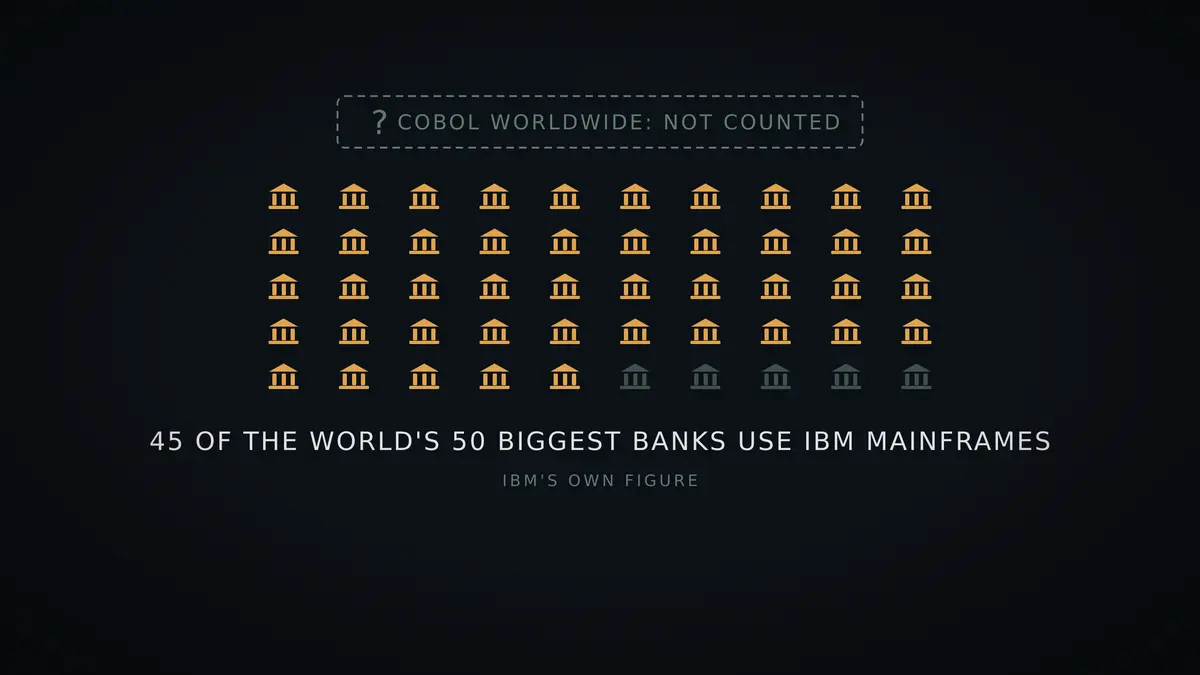 ? COBOL WORLDWIDE: NOT COUNTED
45 OF THE WORLD'S 50 BIGGEST BANKS USE IBM MAINFRAMES
IBM'S OWN FIGURE